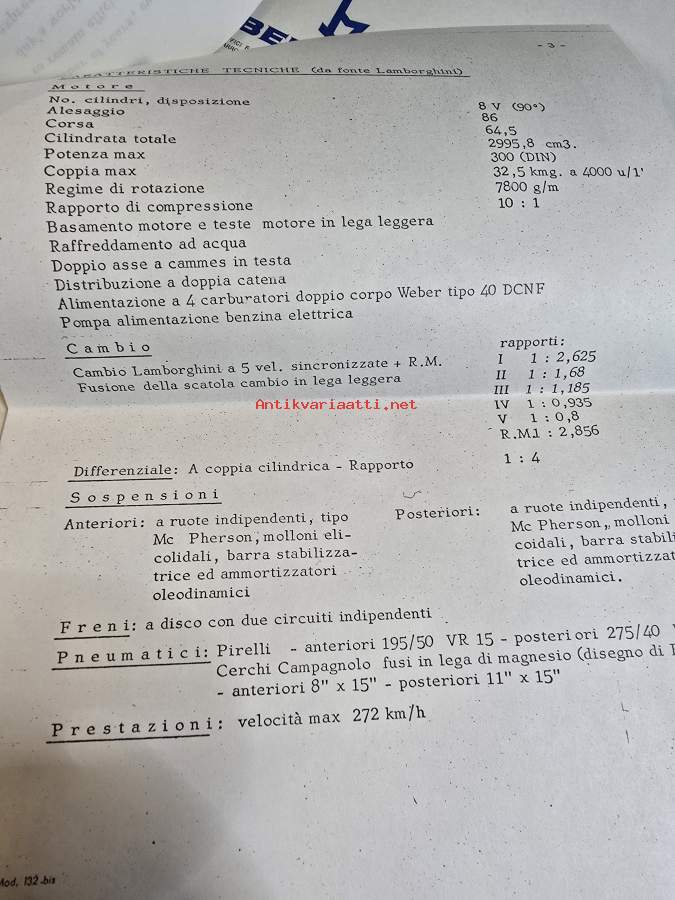 BE
- 3 -
CARATTERISTICHE TECNICHE (da fonte Lamborghini)
Motore
No. cilindri, disposizione 8 V (90°)
Alesaggio 86
Corsa 64,5
Cilindrata totale 2995,8 cm3.
Potenza max 300 (DIN)
Coppia max 32,5 kmg. a 4000 u/1'
Regime di rotazione 7800 g/m
Rapporto di compressione 10 : 1
Basamento motore e teste motore in lega leggera
Raffreddamento ad acqua
Doppio asse a cammes in testa
Distribuzione a doppia catena
Alimentazione a 4 carburatori doppio corpo Weber tipo 40 DCNF
Pompa alimentazione benzina elettrica
Cambio rapporti:
Cambio Lamborghini a 5 vel. sincronizzate + R.M. I 1 : 2,625
Fusione della scatola cambio in lega leggera II 1 : 1,68
III 1 : 1,185
Antikvariaatti.net IV 1 : 0,935
V 1 : 0,8
R.M. 1 : 2,856
Differenziale: A coppia cilindrica - Rapporto 1 : 4
Sospensioni
Anteriori: a ruote indipendenti, tipo
Mc Pherson, molloni eli-
colidali, barra stabilizza-
trice ed ammortizzatori
oleodinamici
Posteriori: a ruote indipendenti,
Mc Pherson, molloni
coidali, barra stabili
trice ed ammortizzat
oleodinamici.
Freni: a disco con due circuiti indipendenti
Pneumatici: Pirelli - anteriori 195/50 VR 15 - posteriori 275/40
Cerchi Campagnolo fusi in lega di magnesio (disegno di
- anteriori 8" x 15" - posteriori 11" x 15"
Prestazioni: velocità max 272 km/h
Mod. 132-bis